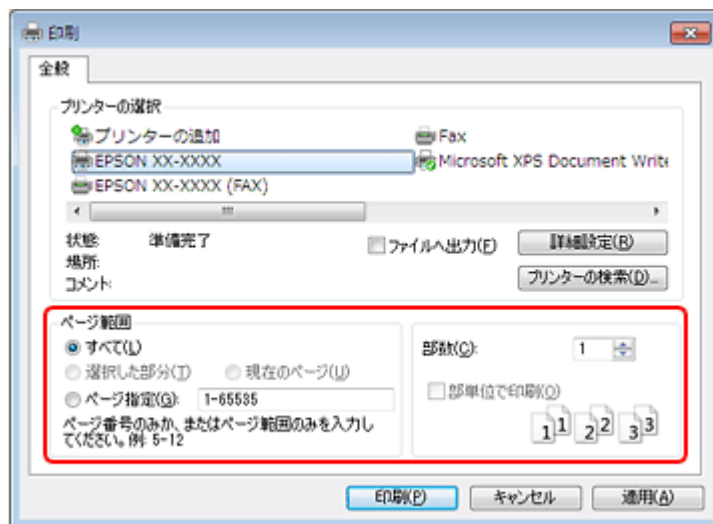 印刷
全般
プリンターの選択
プリンターの追加
Fax
EPSON XX-XXXX
Microsoft XPS Document Write
EPSON XX-XXXX (FAX)
状態: 準備完了
場所:
コメント:
ファイルへ出力(F)
詳細設定(R)
プリンターの検索(D)...
ページ範囲
すべて(L)
選択した部分(T)
現在のページ(U)
ページ指定(G): 1-65535
ページ番号のみか、またはページ範囲のみを入力し
てください。例: 5-12
部数(C): 1
部単位で印刷(O)
1 1 2 2 3 3
印刷(P)
キャンセル
適用(A)